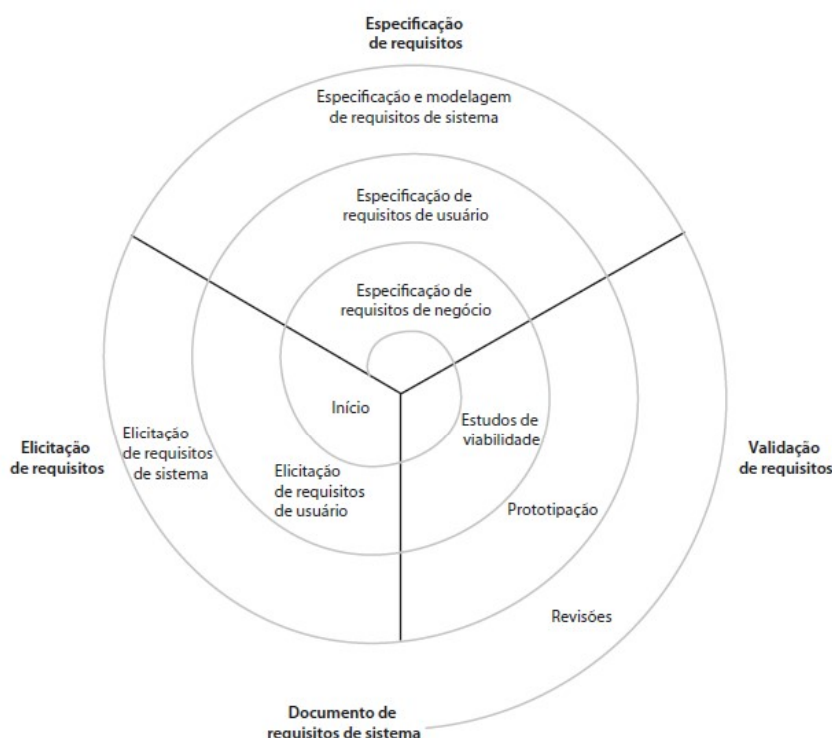 Especificação
de requisitos
Especificação e modelagem
de requisitos de sistema
Especificação de
requisitos de usuário
Especificação de
requisitos de negócio
Início
Estudos de
viabilidade
Elicitação
de requisitos
Elicitação
de requisitos
de sistema
Validação
de requisitos
Elicitação
de requisitos
de usuário
Prototipação
Revisões
Documento de
requisitos de sistema